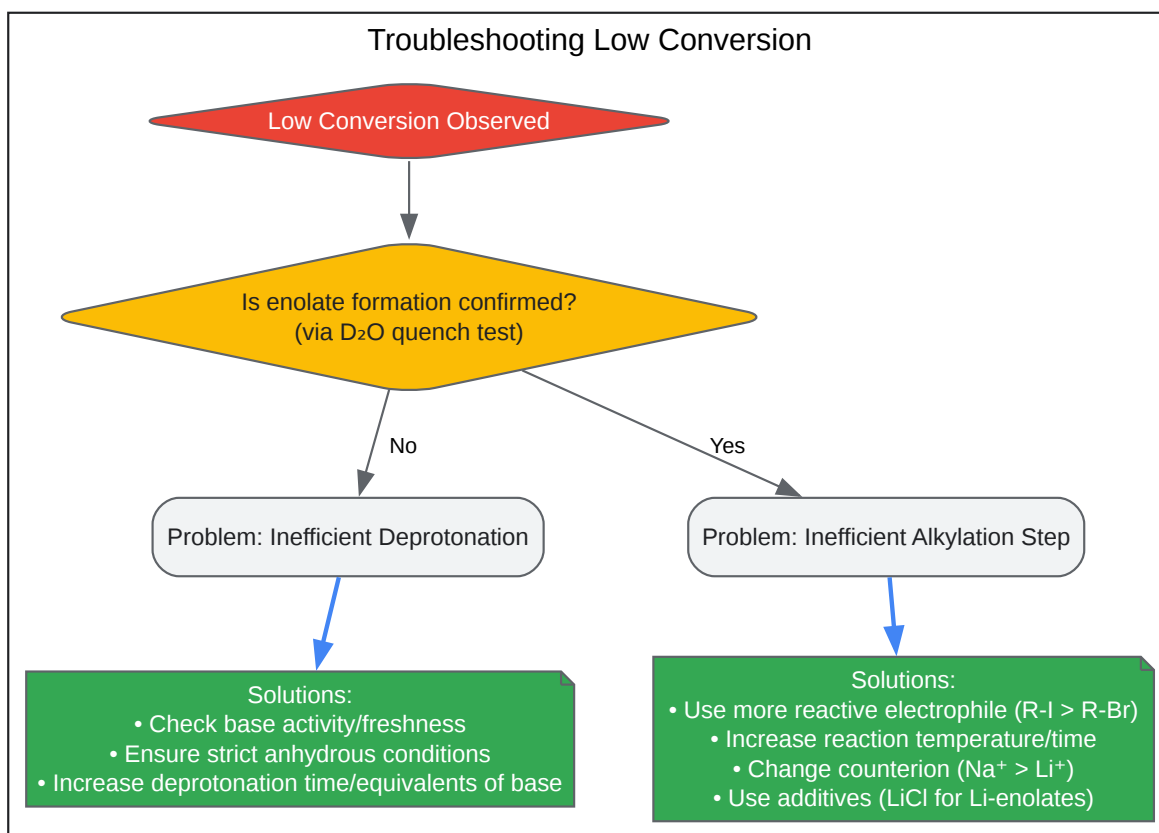 Troubleshooting Low Conversion
Low Conversion Observed
Is enolate formation confirmed?
(via D₂O quench test)
No
Yes
Problem: Inefficient Deprotonation
Problem: Inefficient Alkylation Step
Solutions:
• Check base activity/freshness
• Ensure strict anhydrous conditions
• Increase deprotonation time/equivalents of base
Solutions:
• Use more reactive electrophile (R-I > R-Br)
• Increase reaction temperature/time
• Change counterion (Na⁺ > Li⁺)
• Use additives (LiCl for Li-enolates)